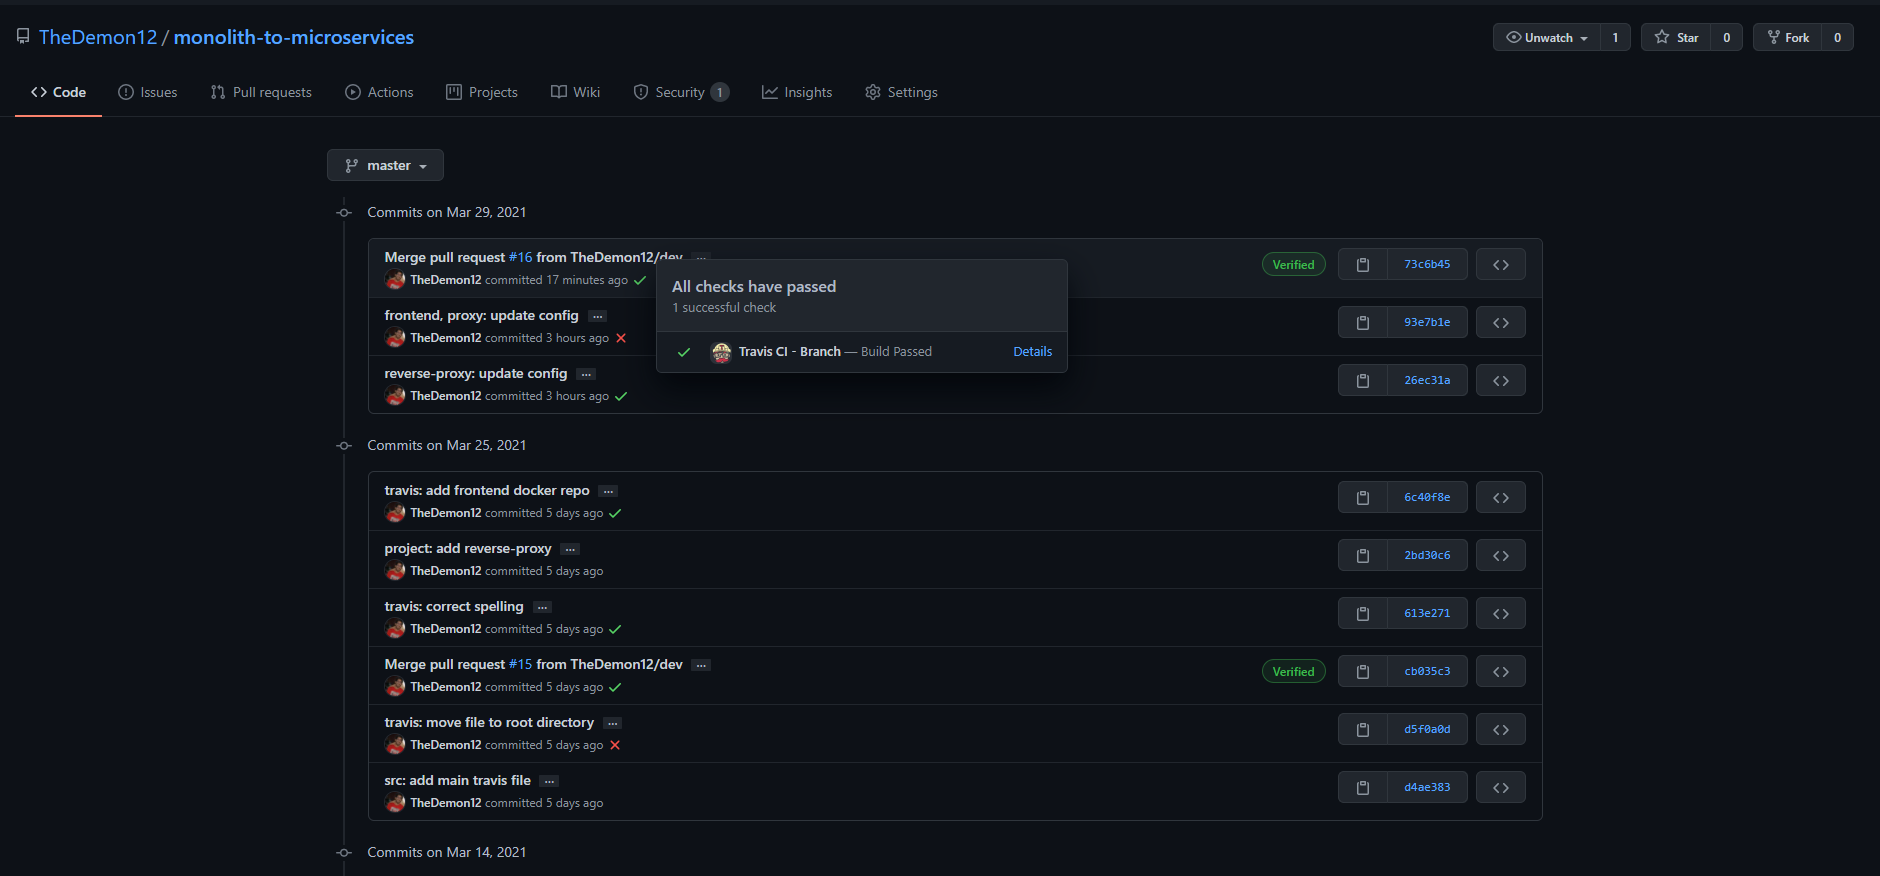 TheDemon12 / monolith-to-microservices
Unwatch 1 Star 0 Fork 0
Code Issues Pull requests Actions Projects Wiki Security 1 Insights Settings
master
Commits on Mar 29, 2021
Merge pull request #16 from TheDemon12/dev ...
TheDemon12 committed 17 minutes ago
Verified 73c6b45
All checks have passed
1 successful check
Travis CI - Branch — Build Passed Details
frontend, proxy: update config ...
TheDemon12 committed 3 hours ago
93e7b1e
reverse-proxy: update config ...
TheDemon12 committed 3 hours ago
26ec31a
Commits on Mar 25, 2021
travis: add frontend docker repo ...
TheDemon12 committed 5 days ago
6c40f8e
project: add reverse-proxy ...
TheDemon12 committed 5 days ago
2bd30c6
travis: correct spelling ...
TheDemon12 committed 5 days ago
613e271
Merge pull request #15 from TheDemon12/dev ...
TheDemon12 committed 5 days ago
Verified cb035c3
travis: move file to root directory ...
TheDemon12 committed 5 days ago
d5f0a0d
src: add main travis file ...
TheDemon12 committed 5 days ago
d4ae383
Commits on Mar 14, 2021